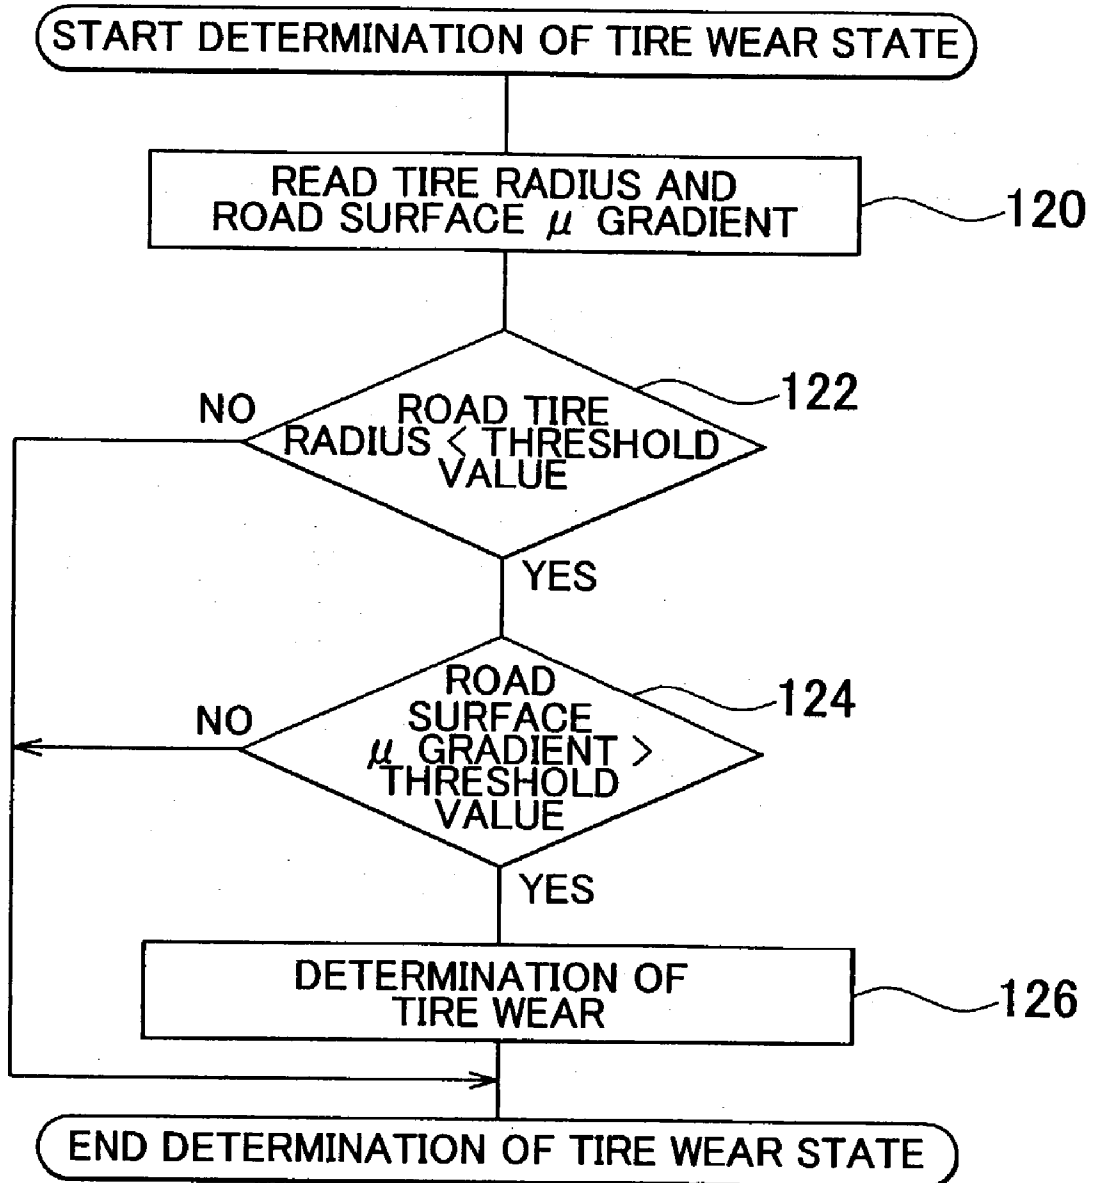 START DETERMINATION OF TIRE WEAR STATE
READ TIRE RADIUS AND
ROAD SURFACE μ GRADIENT
120
122
NO
ROAD TIRE
RADIUS < THRESHOLD
VALUE
YES
124
NO
ROAD
SURFACE
μ GRADIENT >
THRESHOLD
VALUE
YES
DETERMINATION OF
TIRE WEAR
126
END DETERMINATION OF TIRE WEAR STATE